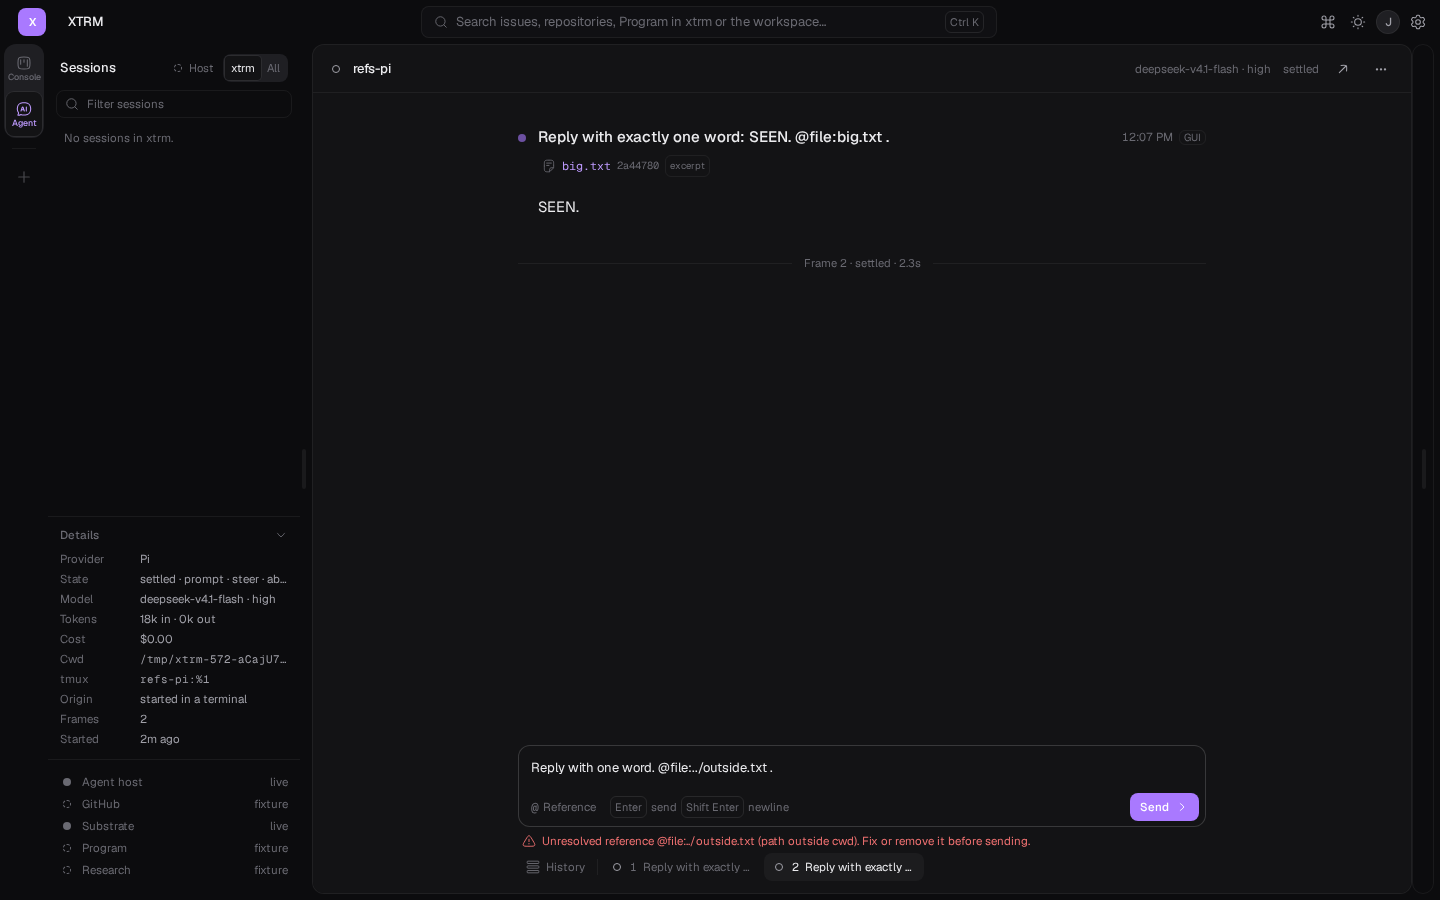 X XTRM
Search issues, repositories, Program in xtrm or the workspace... Ctrl K
J
Console
Agent
Sessions Host xtrm All
Filter sessions
No sessions in xtrm.
Details
Provider Pi
State settled · prompt · steer · ab...
Model deepseek-v4.1-flash · high
Tokens 18k in · 0k out
Cost $0.00
Cwd /tmp/xtrm-572-aCajU7...
tmux refs-pi:%1
Origin started in a terminal
Frames 2
Started 2m ago
Agent host live
GitHub fixture
Substrate live
Program fixture
Research fixture
refs-pi deepseek-v4.1-flash · high settled
Reply with exactly one word: SEEN. @file:big.txt . 12:07 PM GUI
big.txt 2a44780 excerpt
SEEN.
Frame 2 · settled · 2.3s
Reply with one word. @file:../outside.txt .
@ Reference Enter send Shift Enter newline Send
Unresolved reference @file:../outside.txt (path outside cwd). Fix or remove it before sending.
History 1 Reply with exactly ... 2 Reply with exactly ...